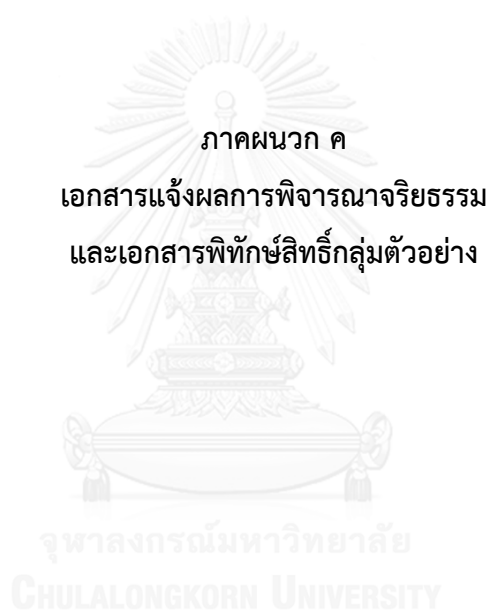 ภาคผนวก ค
เอกสารแจ้งผลการพิจารณาจริยธรรม
และเอกสารพิทักษ์สิทธิ์กลุ่มตัวอย่าง
จุฬาลงกรณ์มหาวิทยาลัย
CHULALONGKORN UNIVERSITY